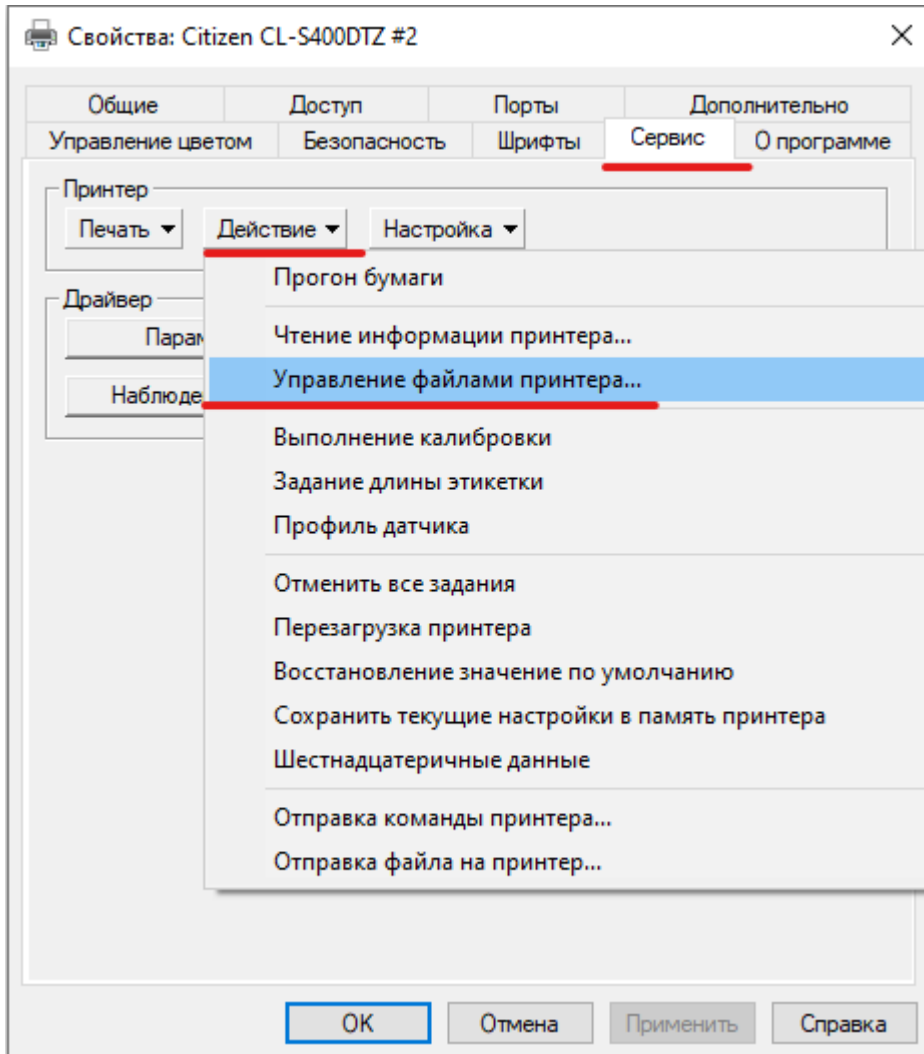 Свойства: Citizen CL-S400DTZ #2
Общие Доступ Порты Дополнительно
Управление цветом Безопасность Шрифты Сервис О программе
Принтер
Печать Действие Настройка
Прогон бумаги
Драйвер
Чтение информации принтера...
Парам
Управление файлами принтера...
Наблюде
Выполнение калибровки
Задание длины этикетки
Профиль датчика
Отменить все задания
Перезагрузка принтера
Восстановление значение по умолчанию
Сохранить текущие настройки в память принтера
Шестнадцатеричные данные
Отправка команды принтера...
Отправка файла на принтер...
OK Отмена Применить Справка